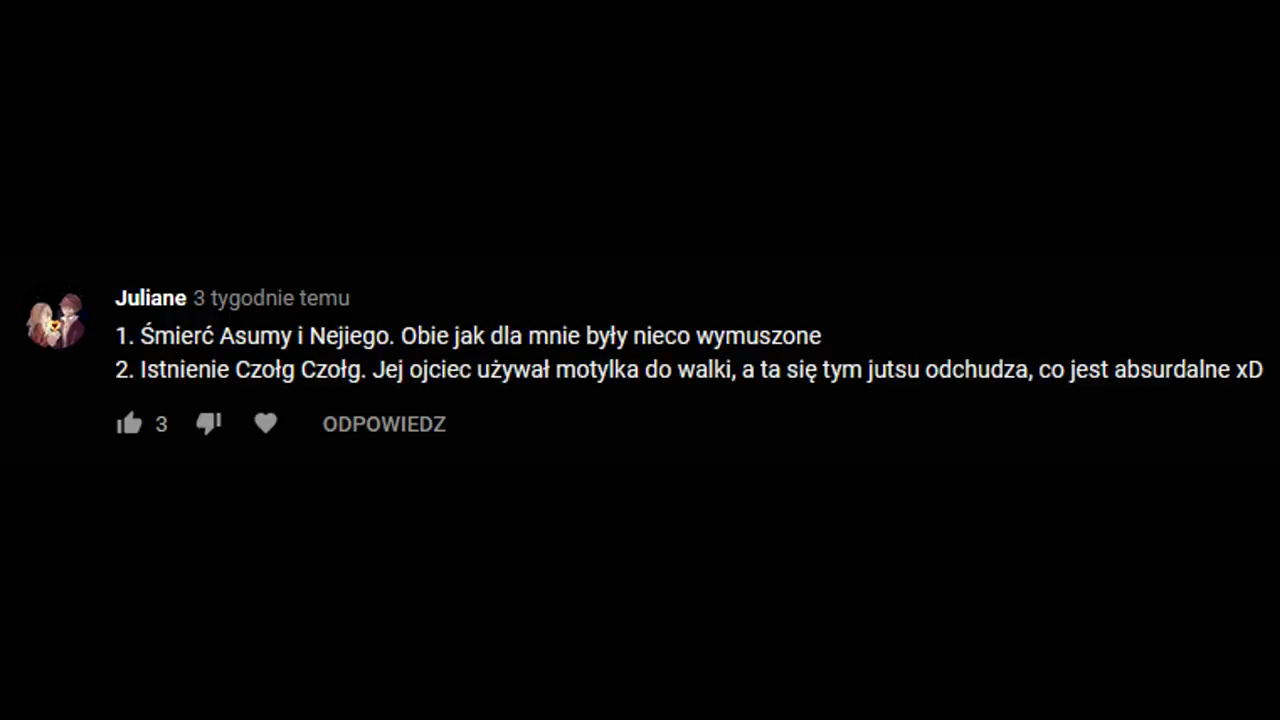 Juliane 3 tygodnie temu
1. Śmierć Asumy i Nejiego. Obie jak dla mnie były nieco wymuszone
2. Istnienie Czołg Czołg. Jej ojciec używał motylka do walki, a ta się tym jutsu odchudza, co jest absurdalne xD
3 ODPOWIEDZ